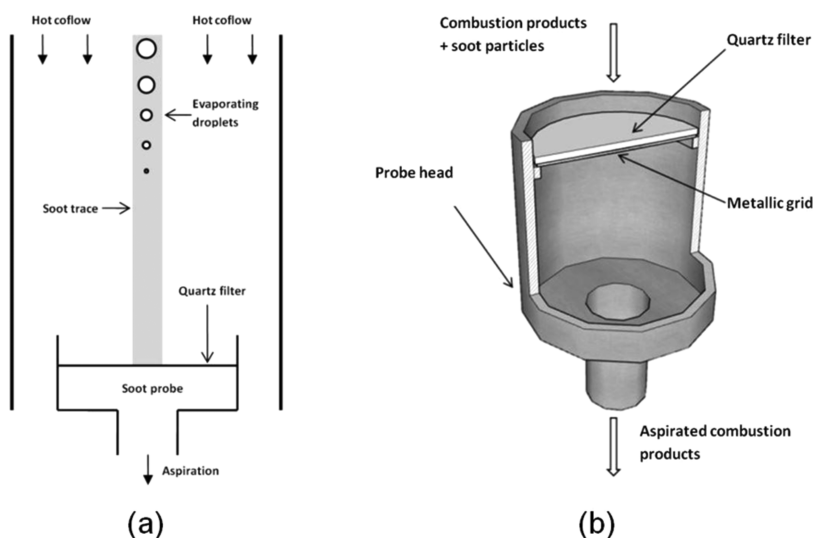 Hot coflow
Hot coflow
Evaporating
droplets
Soot trace
Quartz filter
Soot probe
Aspiration
(a)
Combustion products
+ soot particles
Quartz filter
Probe head
Metallic grid
Aspirated combustion
products
(b)